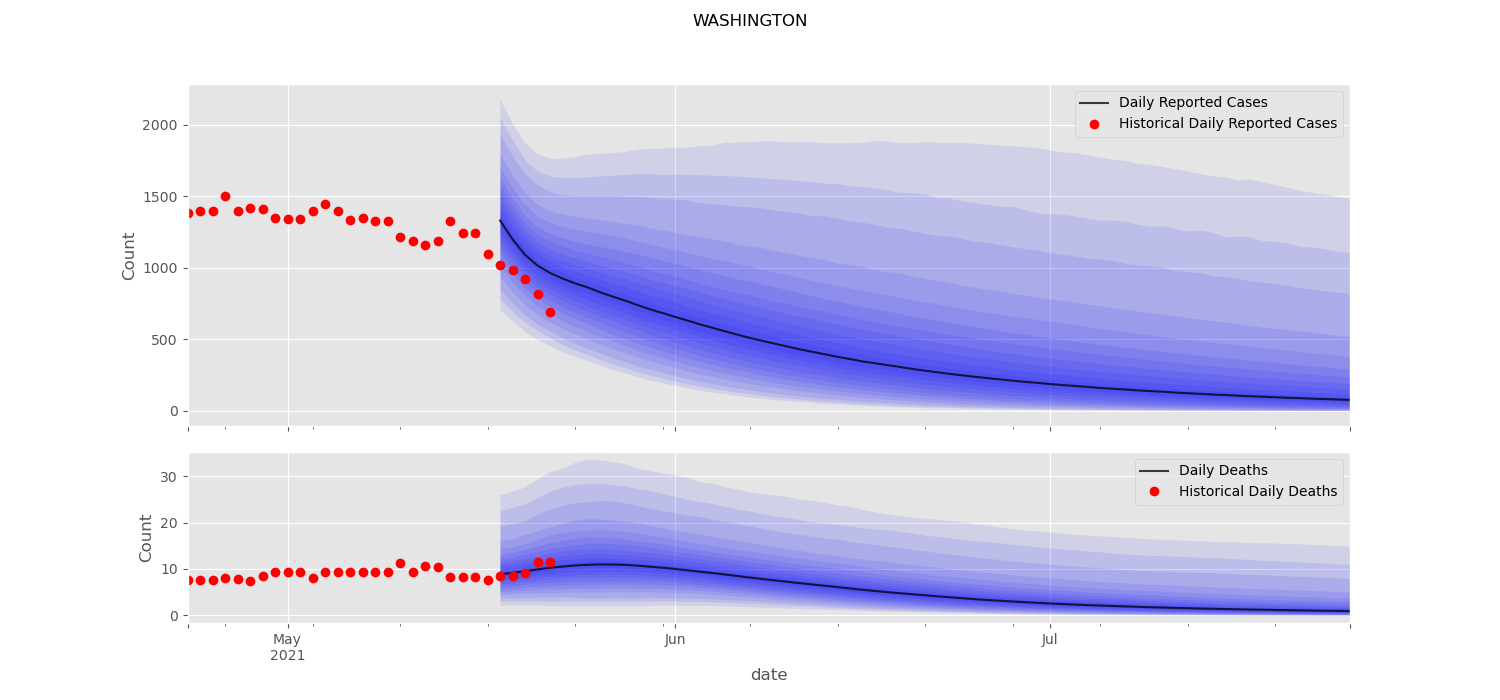 WASHINGTON
Count
2000
1500
1000
500
0
Daily Reported Cases
Historical Daily Reported Cases
Count
30
20
10
0
Daily Deaths
Historical Daily Deaths
May
2021
Jun
Jul
date